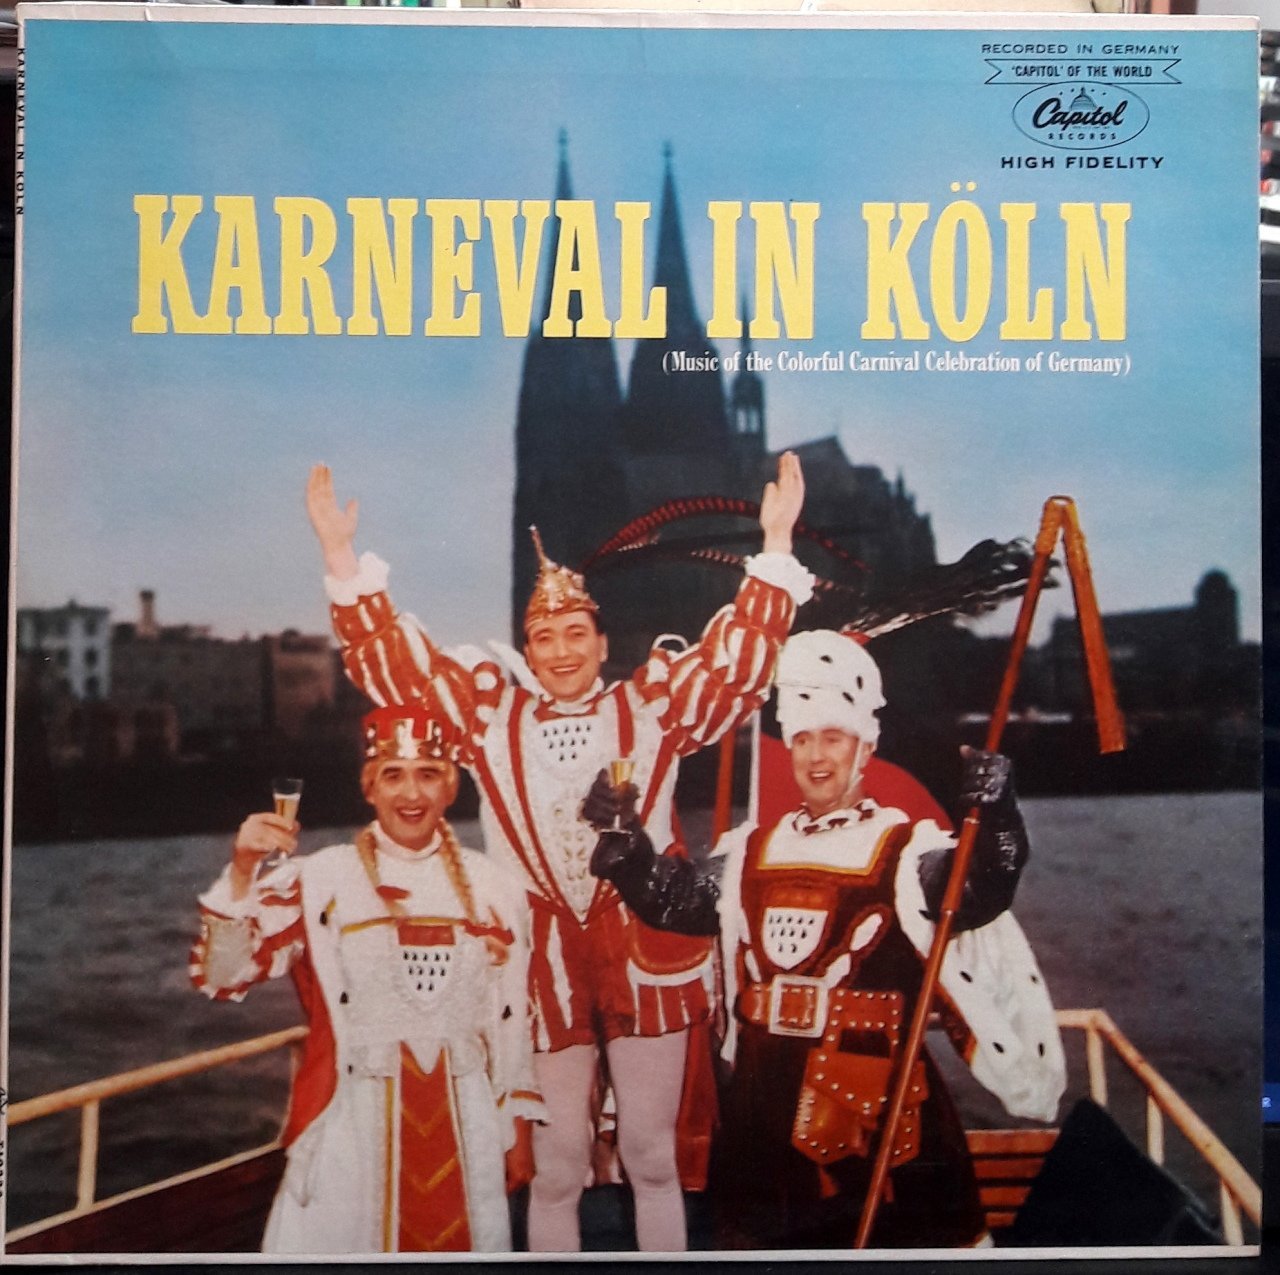 RECORDED IN GERMANY
'CAPITOL' OF THE WORLD
Capitol
RECORDS
HIGH FIDELITY
KARNEVAL IN KÖLN
(Music of the Colorful Carnival Celebration of Germany)
KARNEVAL IN KÖLN